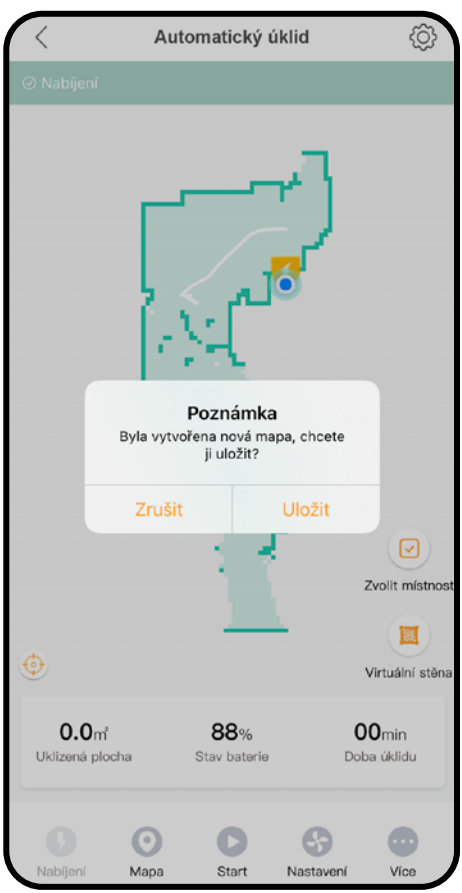 Automatický úklid
Nabíjení
Poznámka
Byla vytvořena nová mapa, chcete
ji uložit?
Zrušit
Uložit
Zvolit místnost
Virtuální stěna
0.0㎡
88%
00min
Uklizená plocha
Stav baterie
Doba úklidu
Nabíjení
Mapa
Start
Nastavení
Více